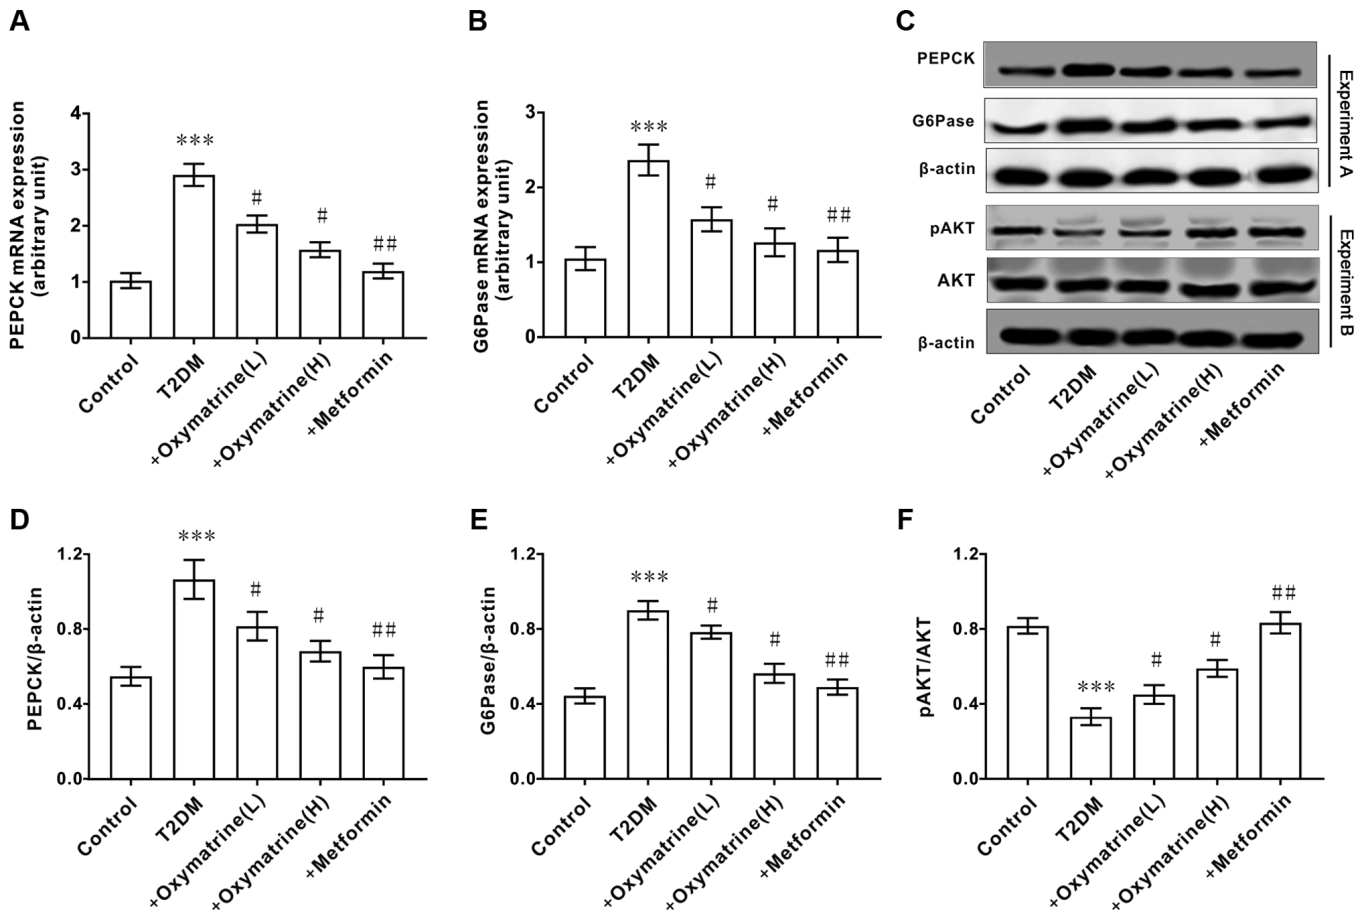 A
PEPCK mRNA expression
(arbitrary unit)
4
3
2
1
0
***
#
#
##
Control
T2DM
+Oxymatrine(L)
+Oxymatrine(H)
+Metformin
B
G6Pase mRNA expression
(arbitrary unit)
3
2
1
0
***
#
#
##
Control
T2DM
+Oxymatrine(L)
+Oxymatrine(H)
+Metformin
C
PEPCK
G6Pase
β-actin
Experiment A
pAKT
AKT
β-actin
Experiment B
Control
T2DM
+Oxymatrine(L)
+Oxymatrine(H)
+Metformin
D
PEPCK/β-actin
1.2
0.8
0.4
0.0
***
#
#
##
Control
T2DM
+Oxymatrine(L)
+Oxymatrine(H)
+Metformin
E
G6Pase/β-actin
1.2
0.8
0.4
0.0
***
#
#
##
Control
T2DM
+Oxymatrine(L)
+Oxymatrine(H)
+Metformin
F
pAKT/AKT
1.2
0.8
0.4
0.0
***
#
#
##
Control
T2DM
+Oxymatrine(L)
+Oxymatrine(H)
+Metformin